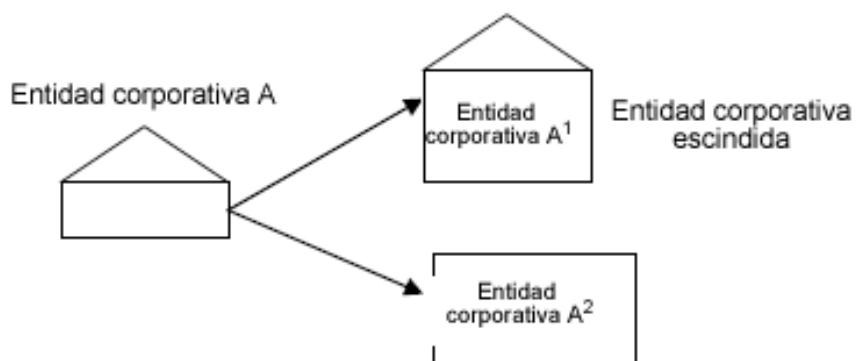 Entidad corporativa A
Entidad
corporativa A¹
Entidad corporativa
escindida
Entidad
corporativa A²